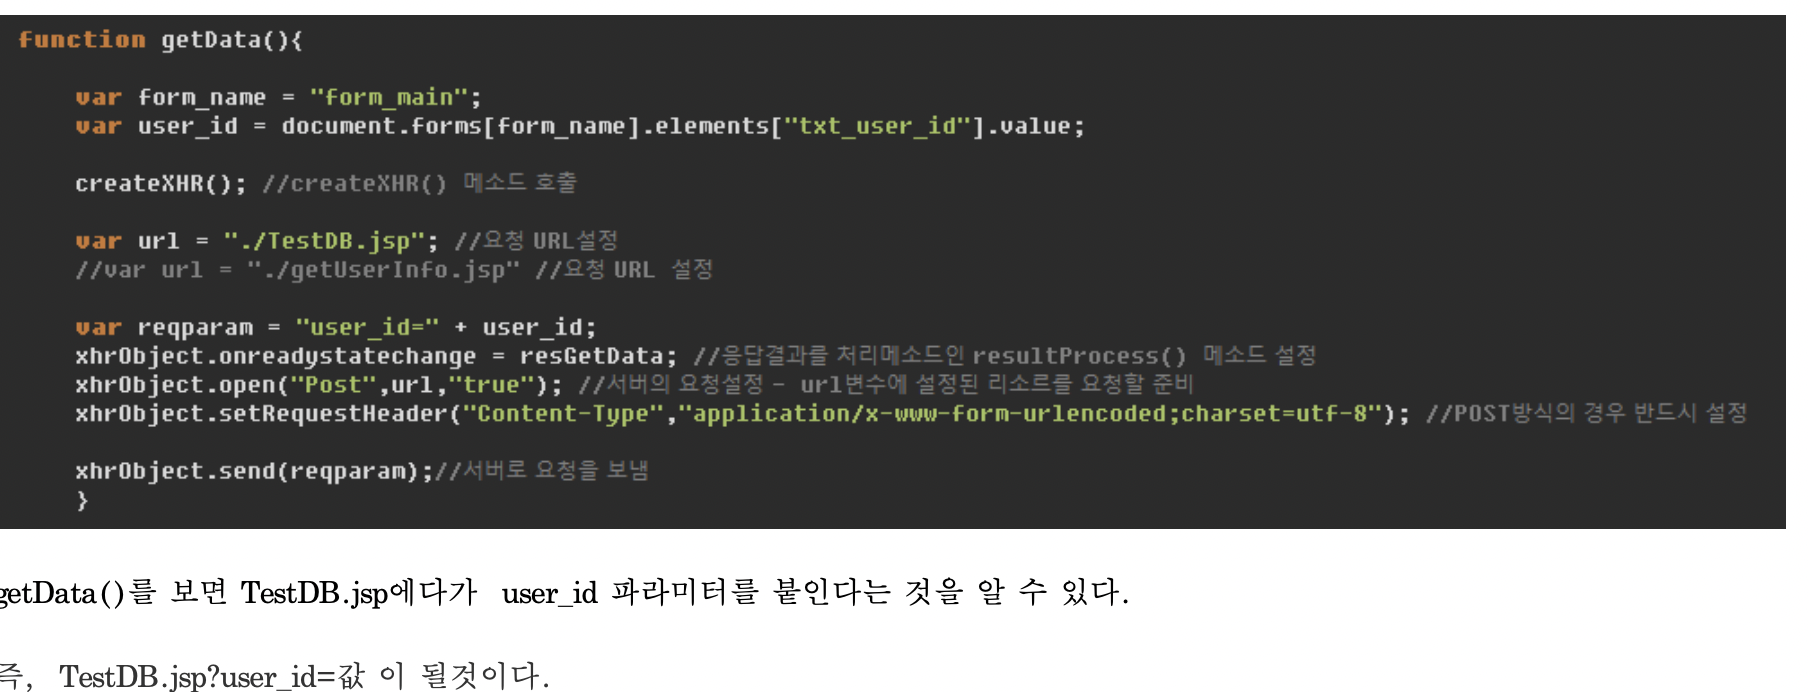 function getData(){
var form_name = "form_main";
var user_id = document.forms[form_name].elements["txt_user_id"].value;
createXHR(); //createXHR() 메소드 호출
var url = "./TestDB.jsp"; //요청 URL설정
//var url = "./getUserInfo.jsp" //요청 URL 설정
var reqparam = "user_id=" + user_id;
xhrObject.onreadystatechange = resGetData; //응답결과를 처리메소드인 resultProcess() 메소드 설정
xhrObject.open("Post",url,"true"); //서버의 요청설정 - url변수에 설정된 리소르를 요청할 준비
xhrObject.setRequestHeader("Content-Type","application/x-www-form-urlencoded;charset=utf-8"); //POST방식의 경우 반드시 설정
xhrObject.send(reqparam);//서버로 요청을 보냄
}
getData()를 보면 TestDB.jsp에다가 user_id 파라미터를 붙인다는 것을 알 수 있다.
즉, TestDB.jsp?user_id=값 이 될것이다.